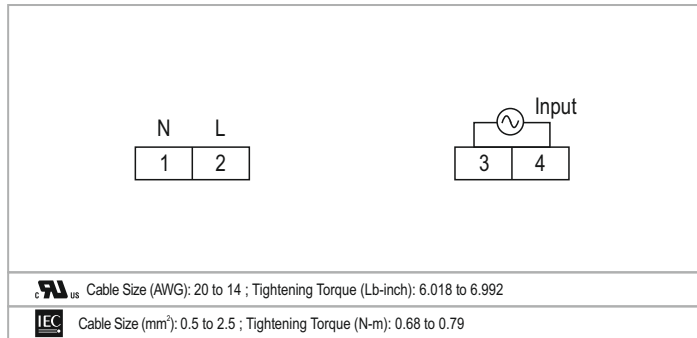 N L
1 2
Input
3 4
c RU us Cable Size (AWG): 20 to 14 ; Tightening Torque (Lb-inch): 6.018 to 6.992
IEC Cable Size (mm²): 0.5 to 2.5 ; Tightening Torque (N-m): 0.68 to 0.79